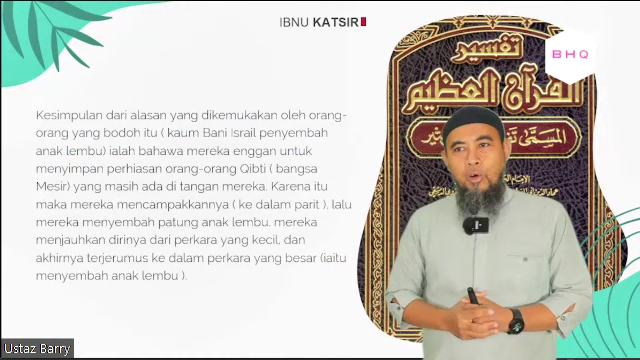 IBNU KATSIR
BHQ
تفسير
القرآن العظيم
Kesimpulan dari alasan yang dikemukakan oleh orang-
orang yang bodoh itu ( kaum Bani Israil penyembah
anak lembu) ialah bahawa mereka enggan untuk
menyimpan perhiasan orang-orang Qibti ( bangsa
Mesir) yang masih ada di tangan mereka. Karena itu
maka mereka mencampakkannya ( ke dalam parit ), lalu
mereka menyembah patung anak lembu. mereka
menjauhkan dirinya dari perkara yang kecil, dan
akhirnya terjerumus ke dalam perkara yang besar (iaitu
menyembah anak lembu ).
Ustaz Barry